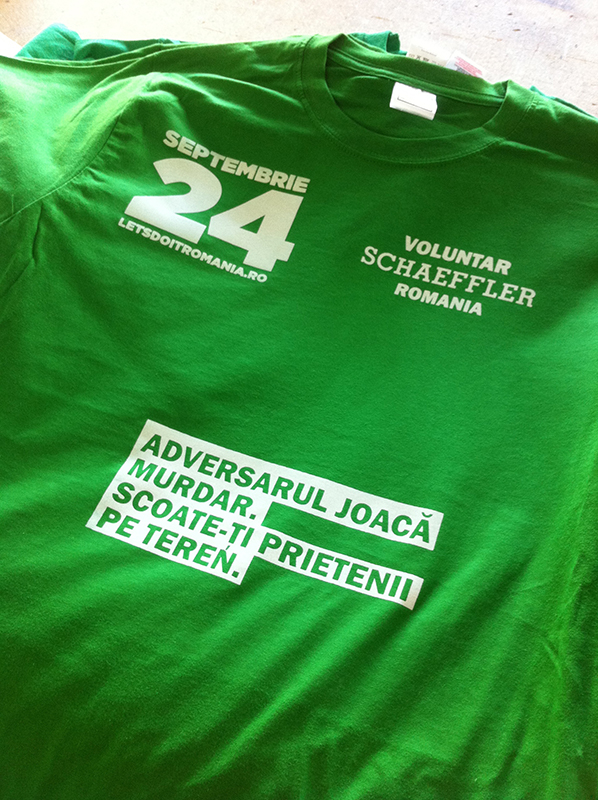 SEPTEMBRIE
24
LETSDOITROMANIA.RO
VOLUNTAR
SCHAEFFLER
ROMANIA
ADVERSARUL JOACĂ
MURDAR.
SCOATE-ȚI PRIETENII
PE TEREN.